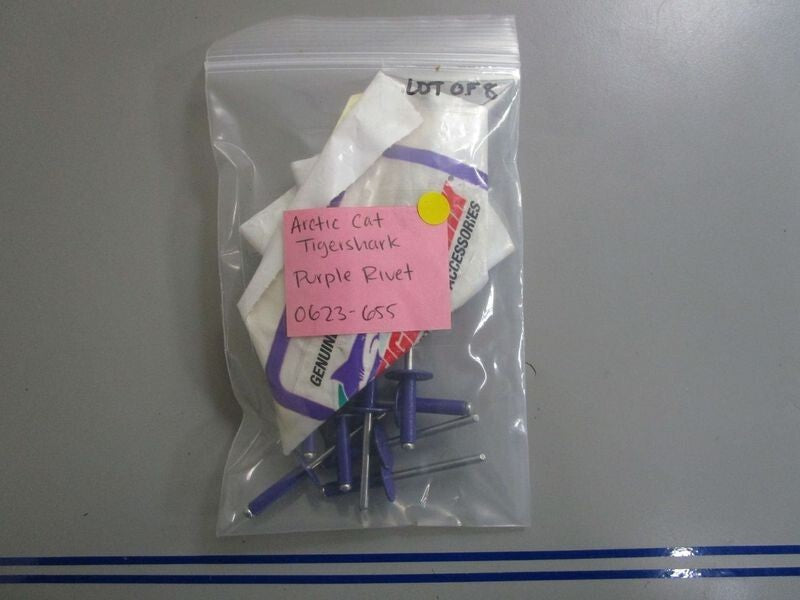 LOT OF 8
Arctic Cat
Tigershark
Purple Rivet
0623-655
GENUINE
ACCESSORIES